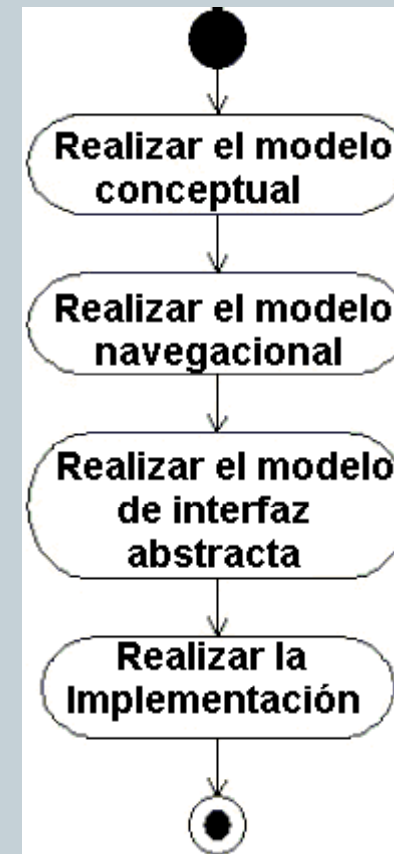 Realizar el modelo
conceptual
Realizar el modelo
navegacional
Realizar el modelo
de interfaz
abstracta
Realizar la
Implementación